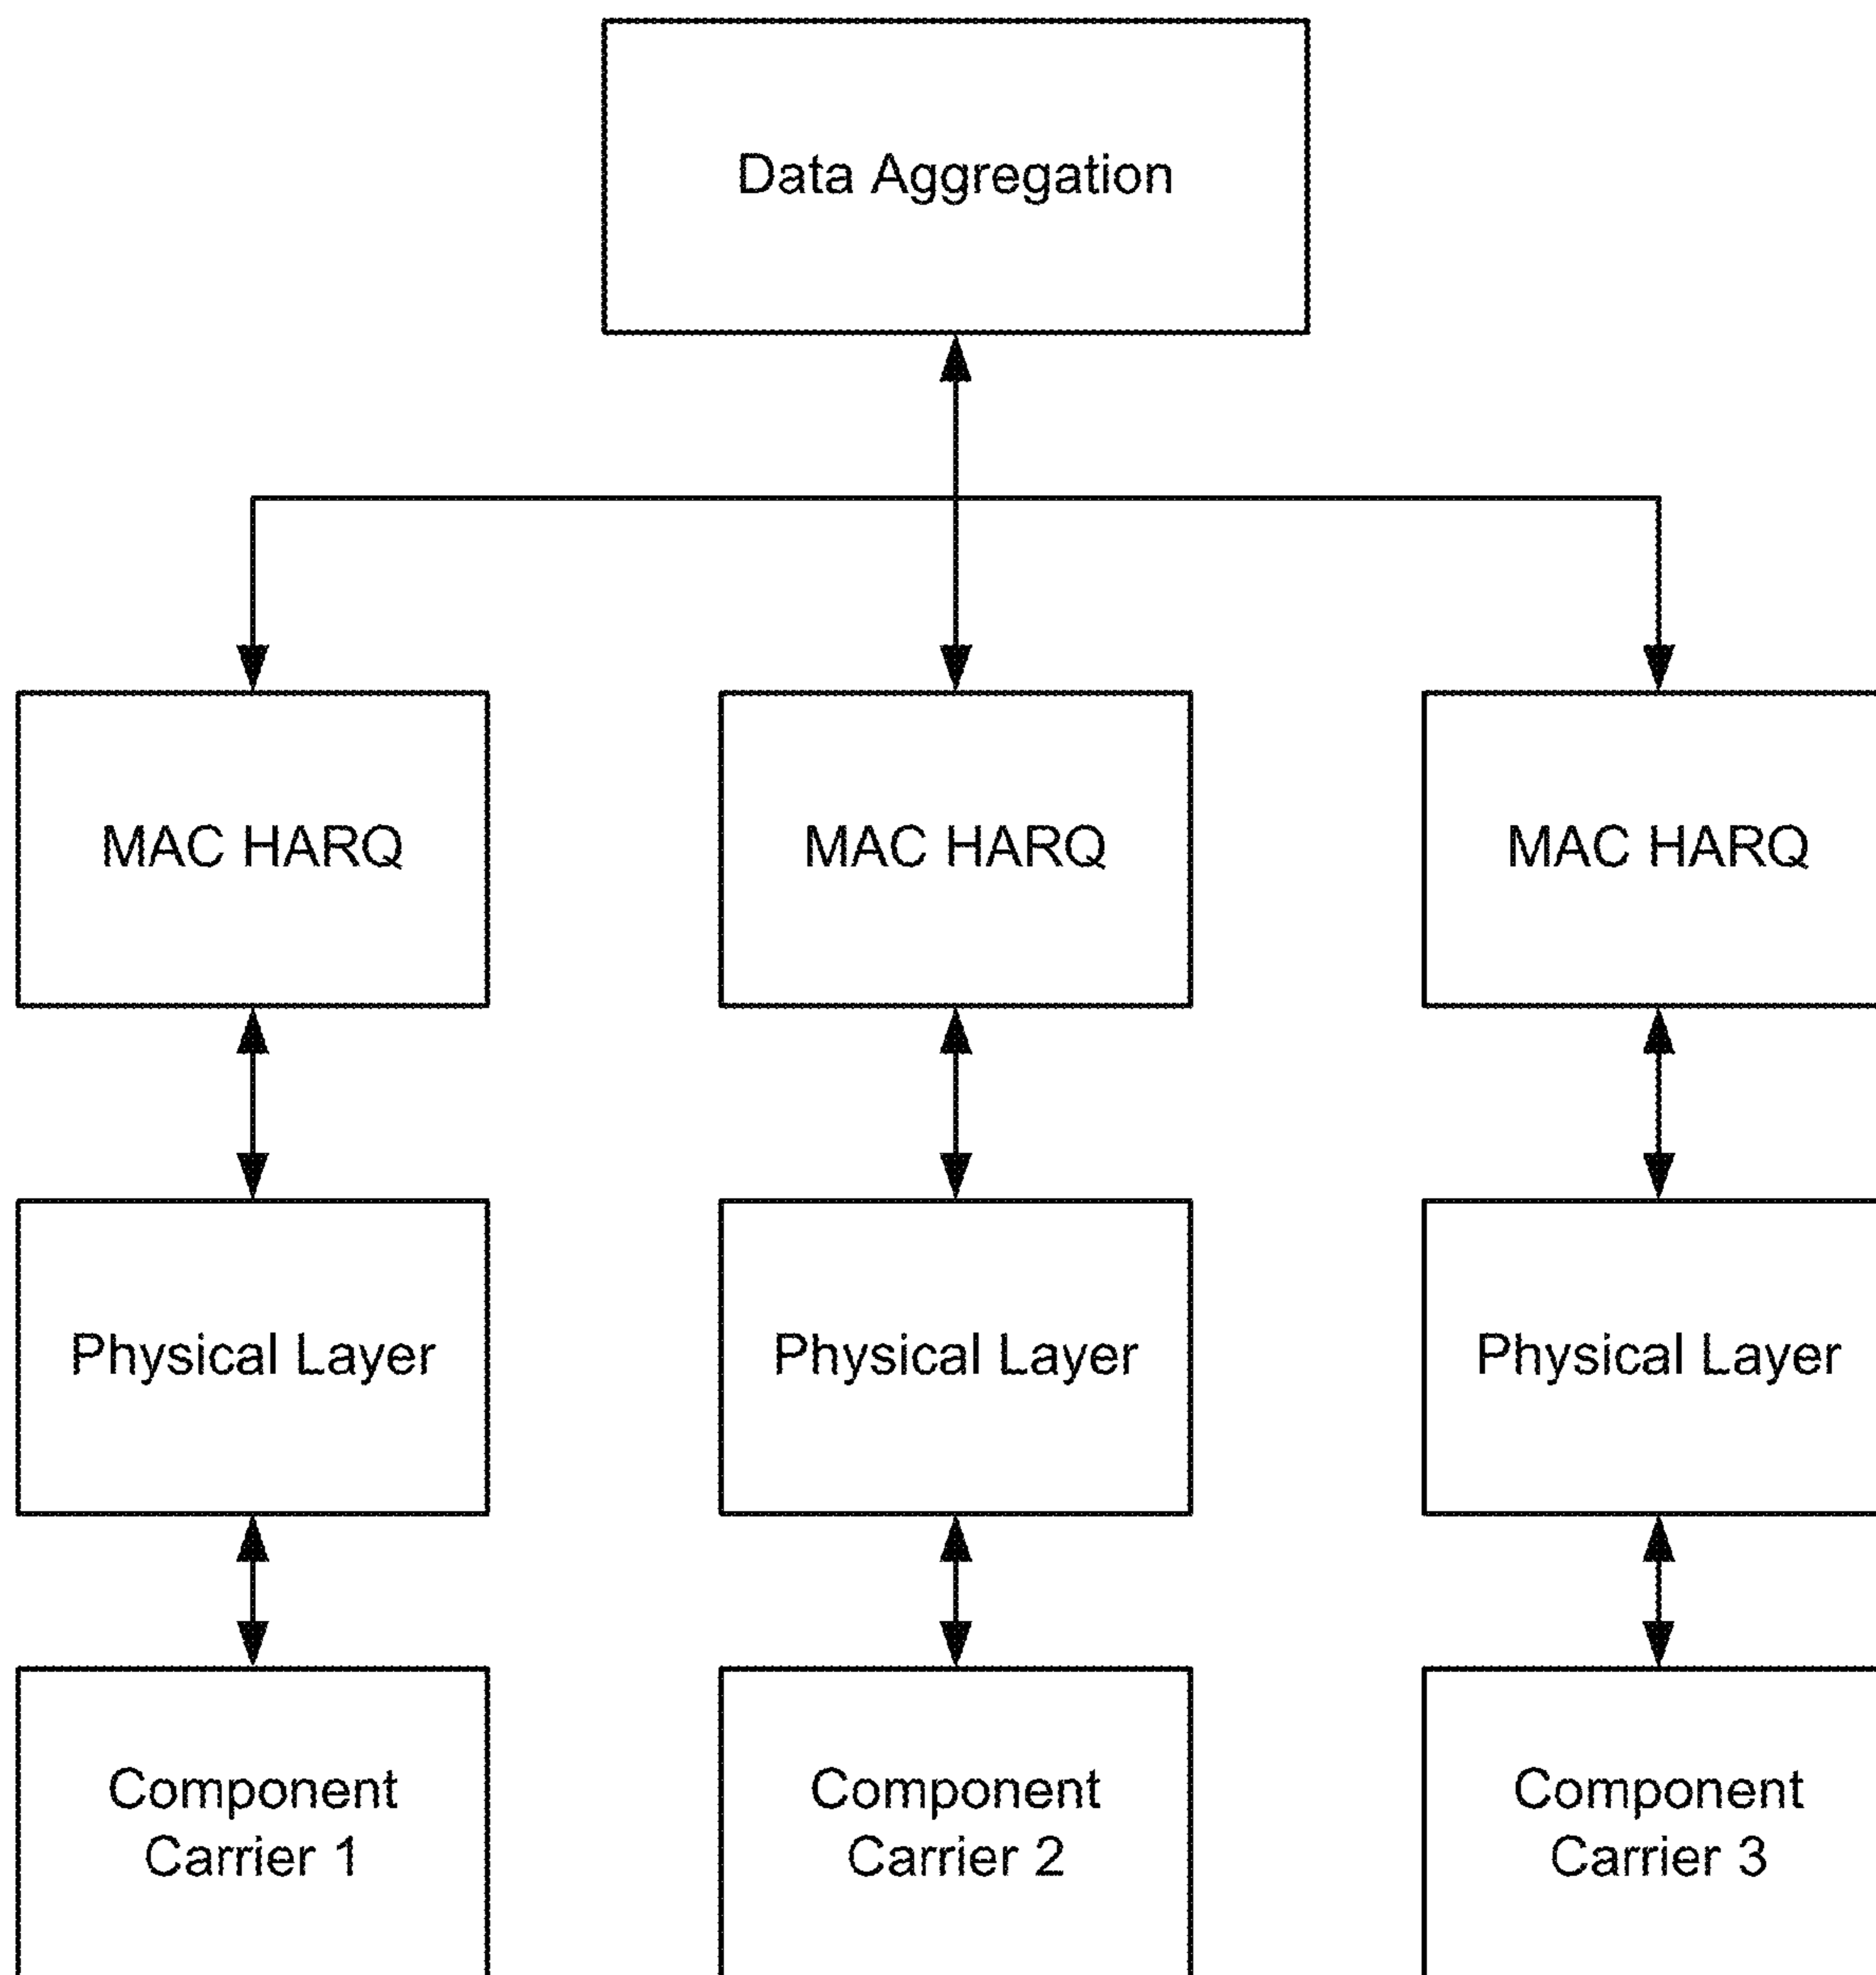 Data Aggregation
MAC HARQ
MAC HARQ
MAC HARQ
Physical Layer
Physical Layer
Physical Layer
Component
Carrier 1
Component
Carrier 2
Component
Carrier 3